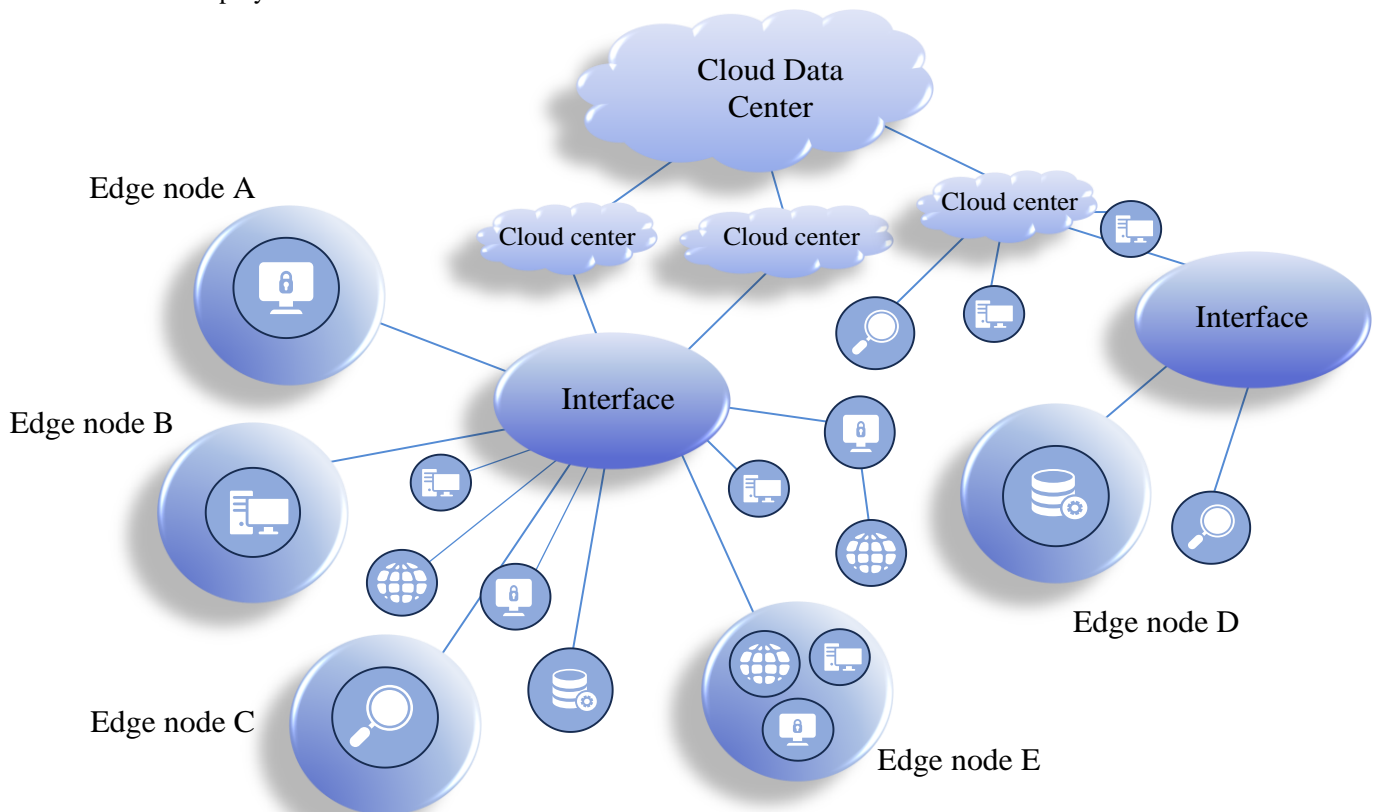 Cloud Data
Center
Edge node A
Cloud center
Cloud center
Cloud center
Interface
Interface
Edge node B
Edge node D
Edge node C
Edge node E